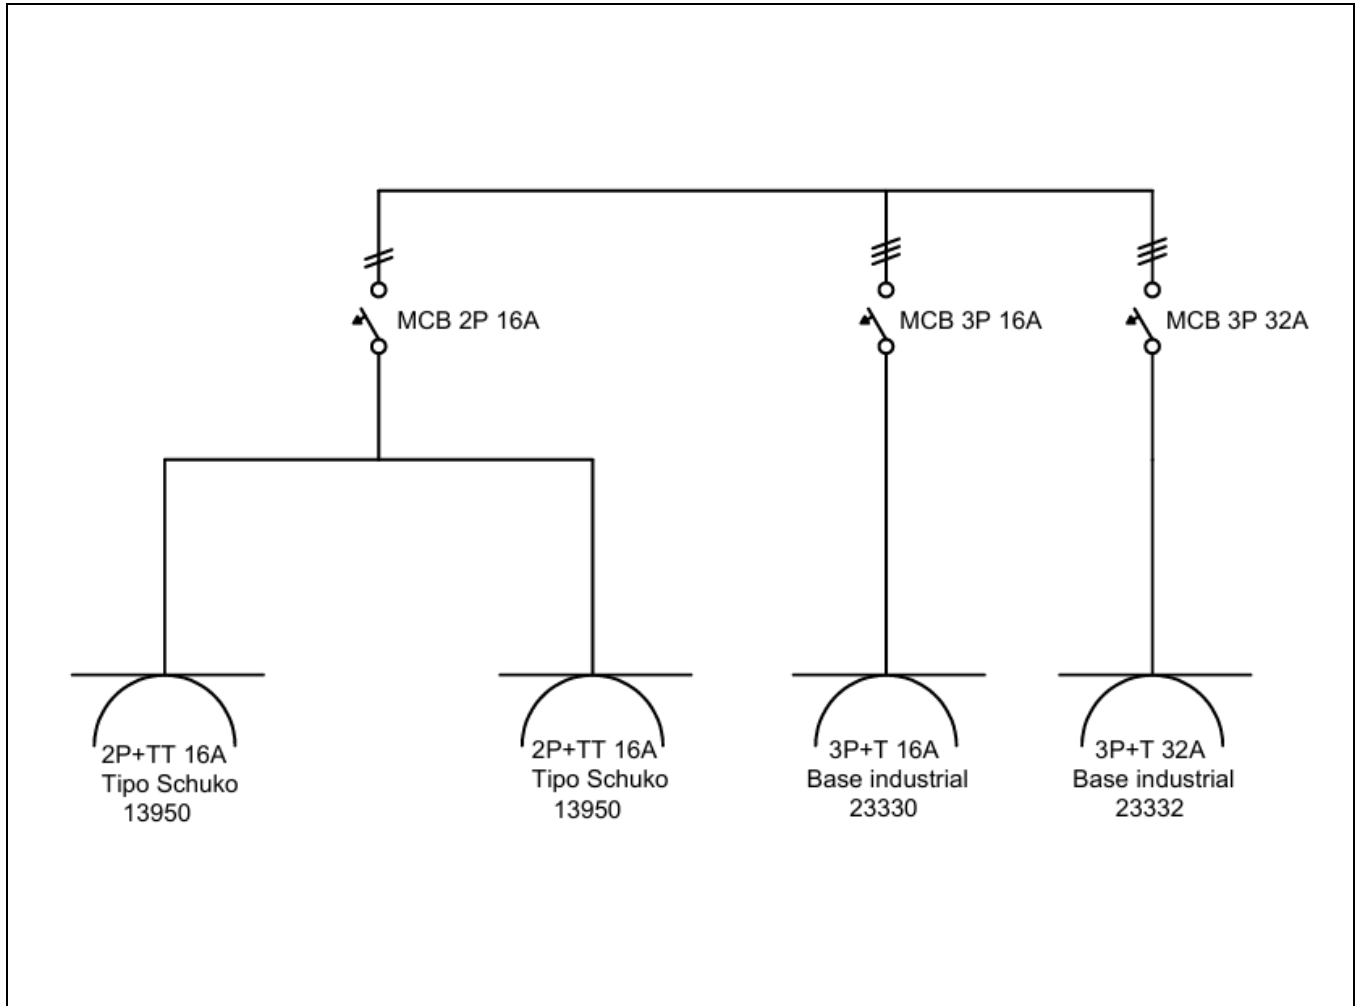 MCB 2P 16A
MCB 3P 16A
MCB 3P 32A
2P+TT 16A
Tipo Schuko
13950
2P+TT 16A
Tipo Schuko
13950
3P+T 16A
Base industrial
23330
3P+T 32A
Base industrial
23332